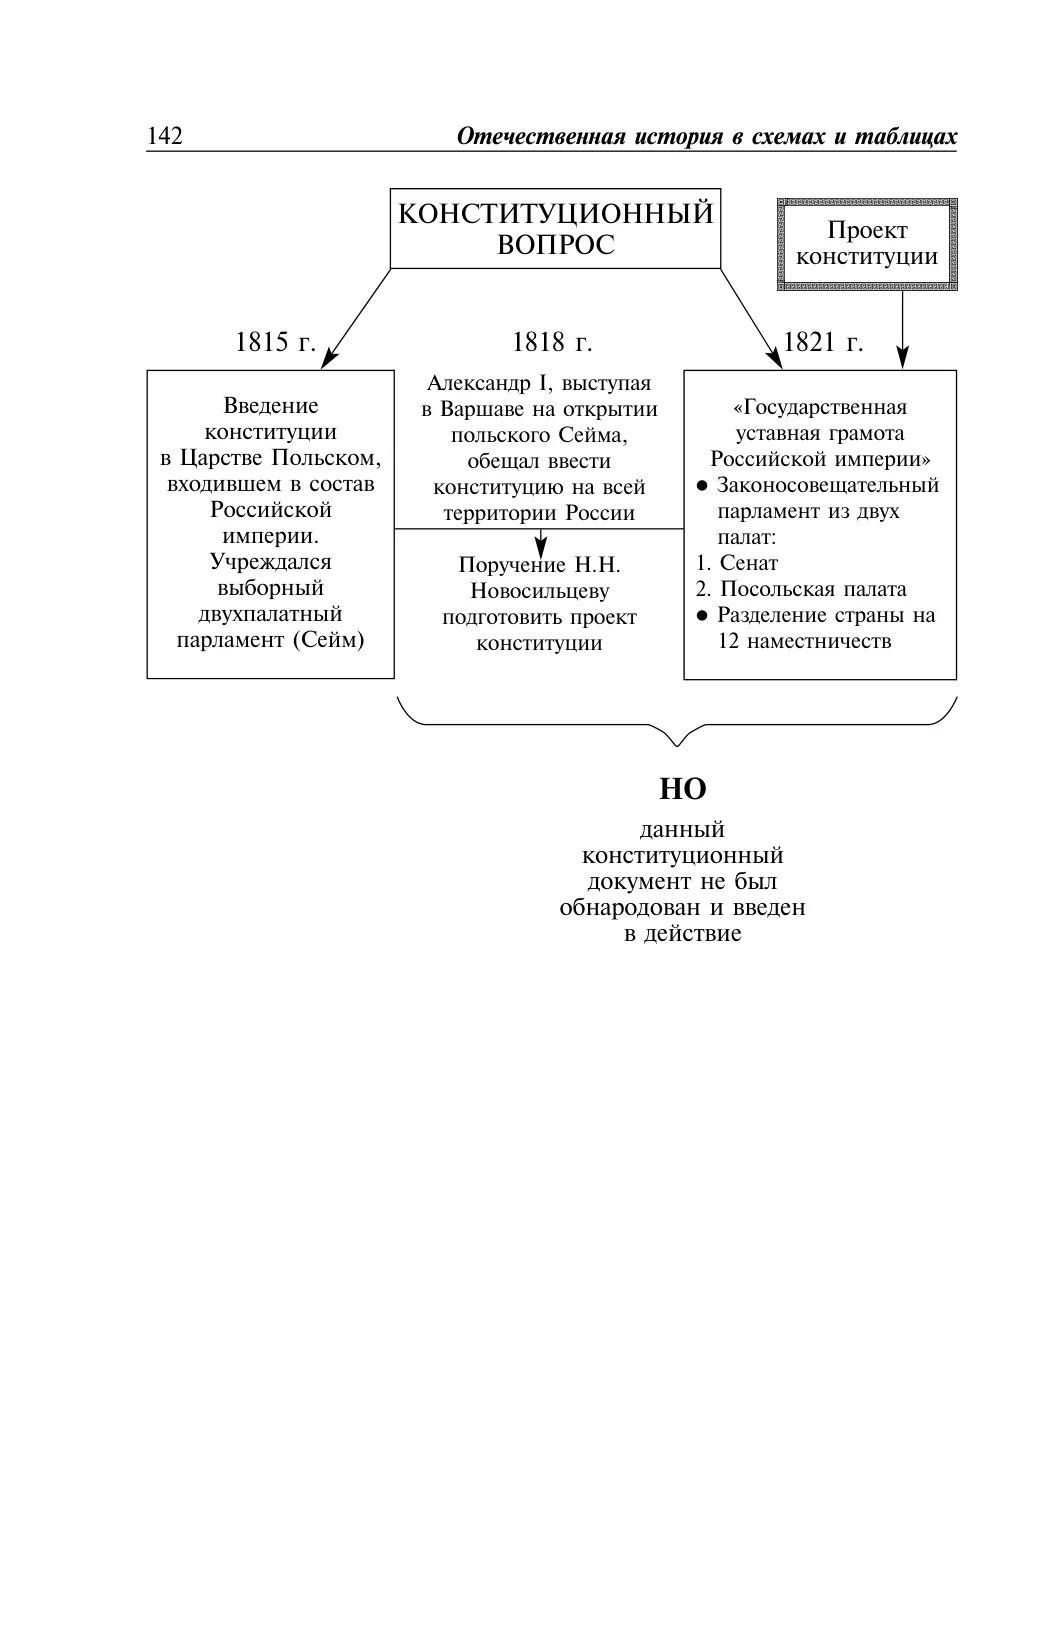 142
Отечественная история в схемах и таблицах
КОНСТИТУЦИОННЫЙ
ВОПРОС
Проект
конституции
1815 г.
Введение
конституции
в Царстве Польском,
входившем в состав
Российской
империи.
Учреждался
выборный
двухпалатный
парламент (Сейм)
1818 г.
Александр I, выступая
в Варшаве на открытии
польского Сейма,
обещал ввести
конституцию на всей
территории России
Поручение Н.Н.
Новосильцеву
подготовить проект
конституции
1821 г.
«Государственная
уставная грамота
Российской империи»
● Законосовещательный
парламент из двух
палат:
1. Сенат
2. Посольская палата
● Разделение страны на
12 наместничеств
НО
данный
конституционный
документ не был
обнародован и введен
в действие